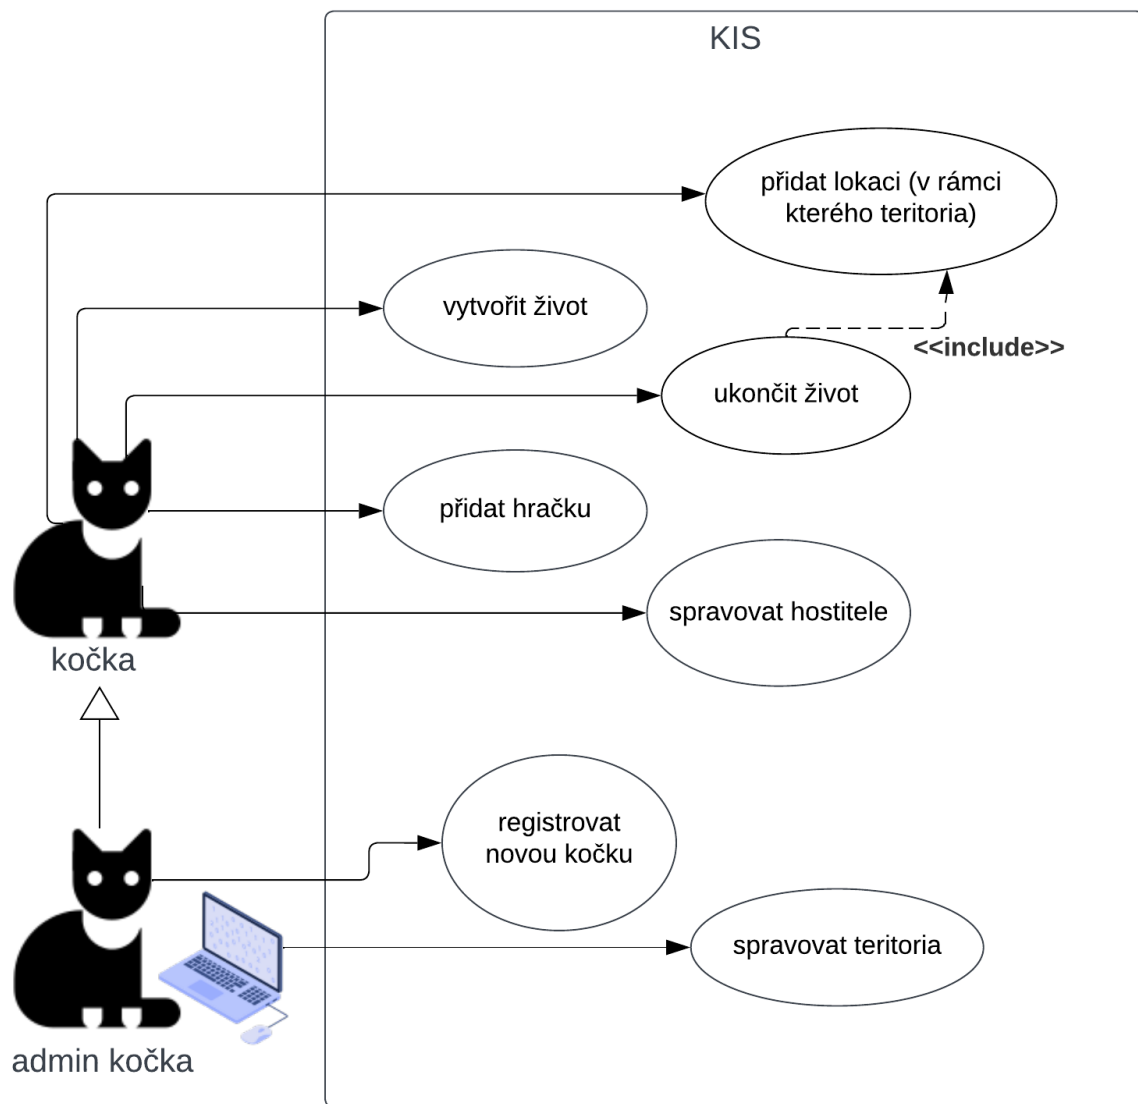 KIS
přidat lokaci (v rámci
kterého teritoria)
vytvořit život
<<include>>
ukončit život
přidat hračku
spravovat hostitele
kočka
registrovat
novou kočku
spravovat teritoria
admin kočka